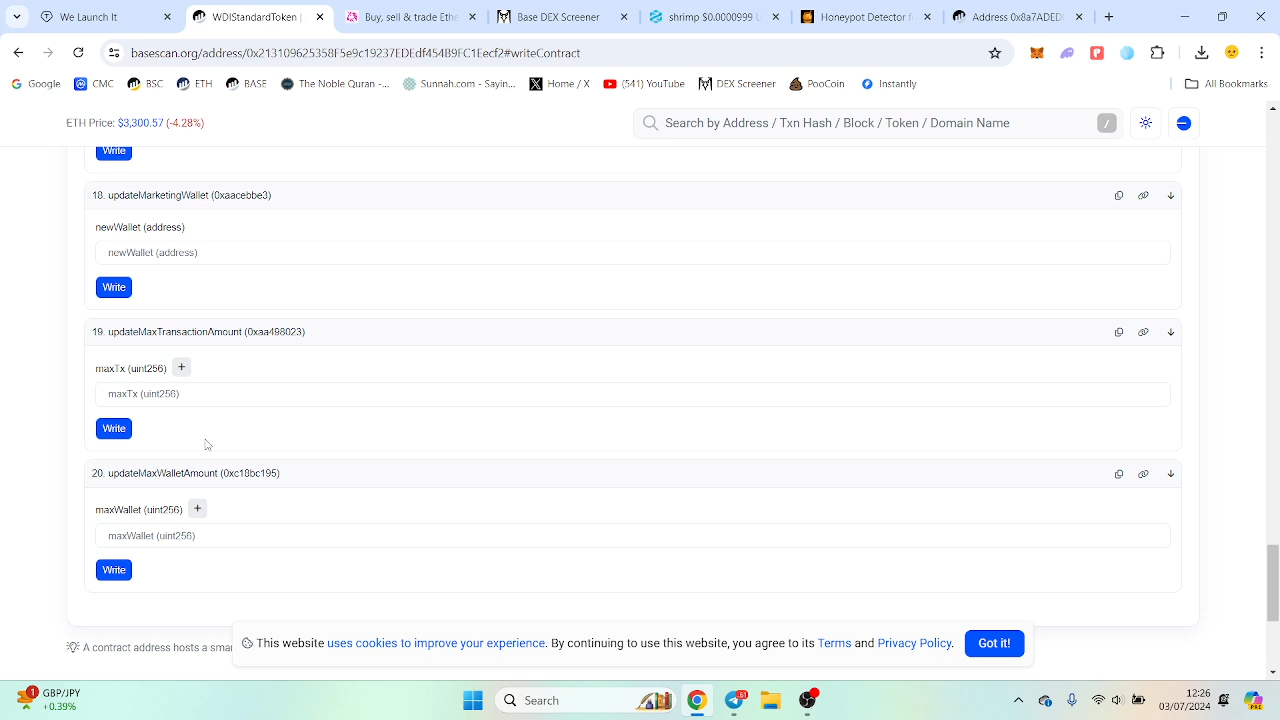 We Launch
WDStandardToken |
Buy, sell & trade Ethe
Base DEX Screener
shrimp $0.0000999
Honeypot Detector f
Address 0x8a7ADED
basescan.org/address/0x213109625358F5e9c19237EDEdf454B9EC1Eecf2#writeContract
Google CMC BSC ETH BASE The Noble Quran -... Sunnah.com - Sayin... Home / X (541) YouTube DEX Screener PooCoin Instantly All Bookmarks
ETH Price: $3,300.57 (-4.28%)
Search by Address / Txn Hash / Block / Token / Domain Name /
Write
18. updateMarketingWallet (0xaacebbe3)
newWallet (address)
newWallet (address)
Write
19. updateMaxTransactionAmount (0xaa498023)
maxTx (uint256) +
maxTx (uint256)
Write
20. updateMaxWalletAmount (0xc18bc195)
maxWallet (uint256) +
maxWallet (uint256)
Write
A contract address hosts a smar
This website uses cookies to improve your experience. By continuing to use this website, you agree to its Terms and Privacy Policy. Got it!
1 GBP/JPY
+0.39%
Search
61
12:26
03/07/2024
PRE